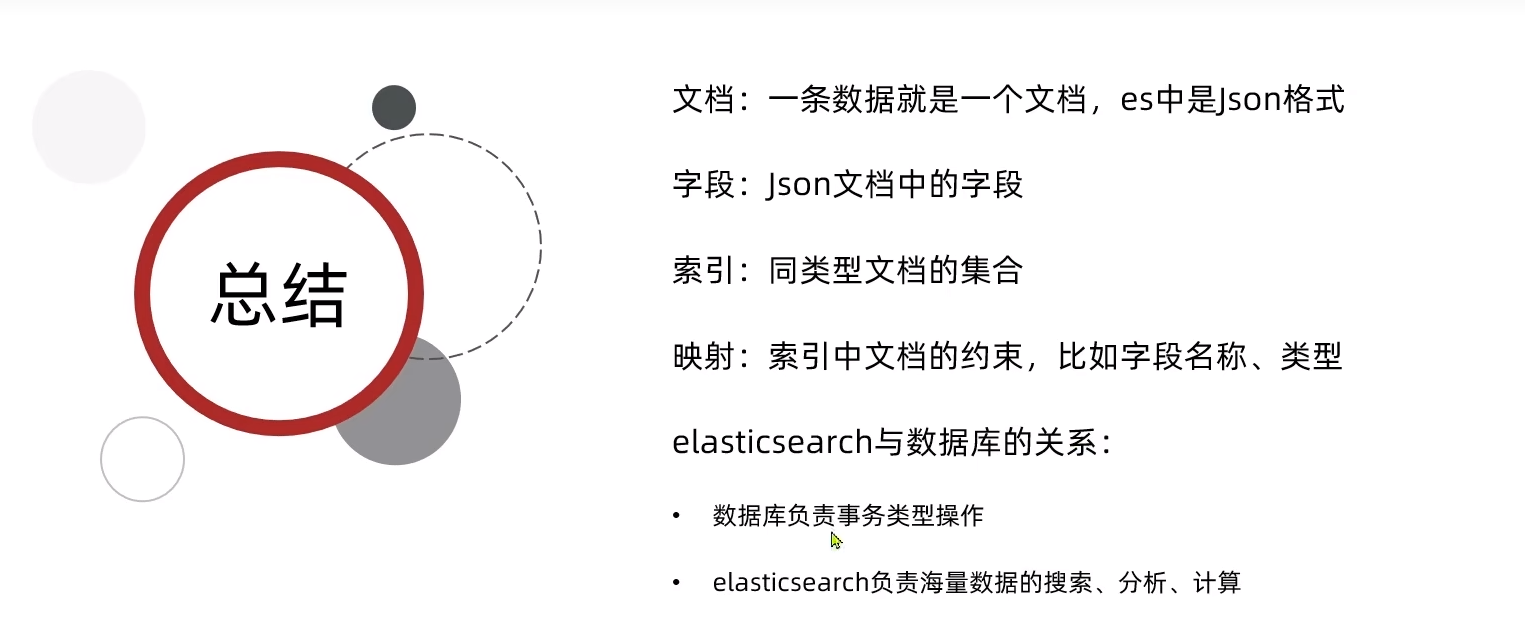 总结
文档：一条数据就是一个文档，es中是Json格式
字段：Json文档中的字段
索引：同类型文档的集合
映射：索引中文档的约束，比如字段名称、类型
elasticsearch与数据库的关系：
• 数据库负责事务类型操作
• elasticsearch负责海量数据的搜索、分析、计算